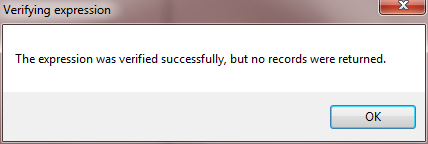 Verifying expression
The expression was verified successfully, but no records were returned.
OK